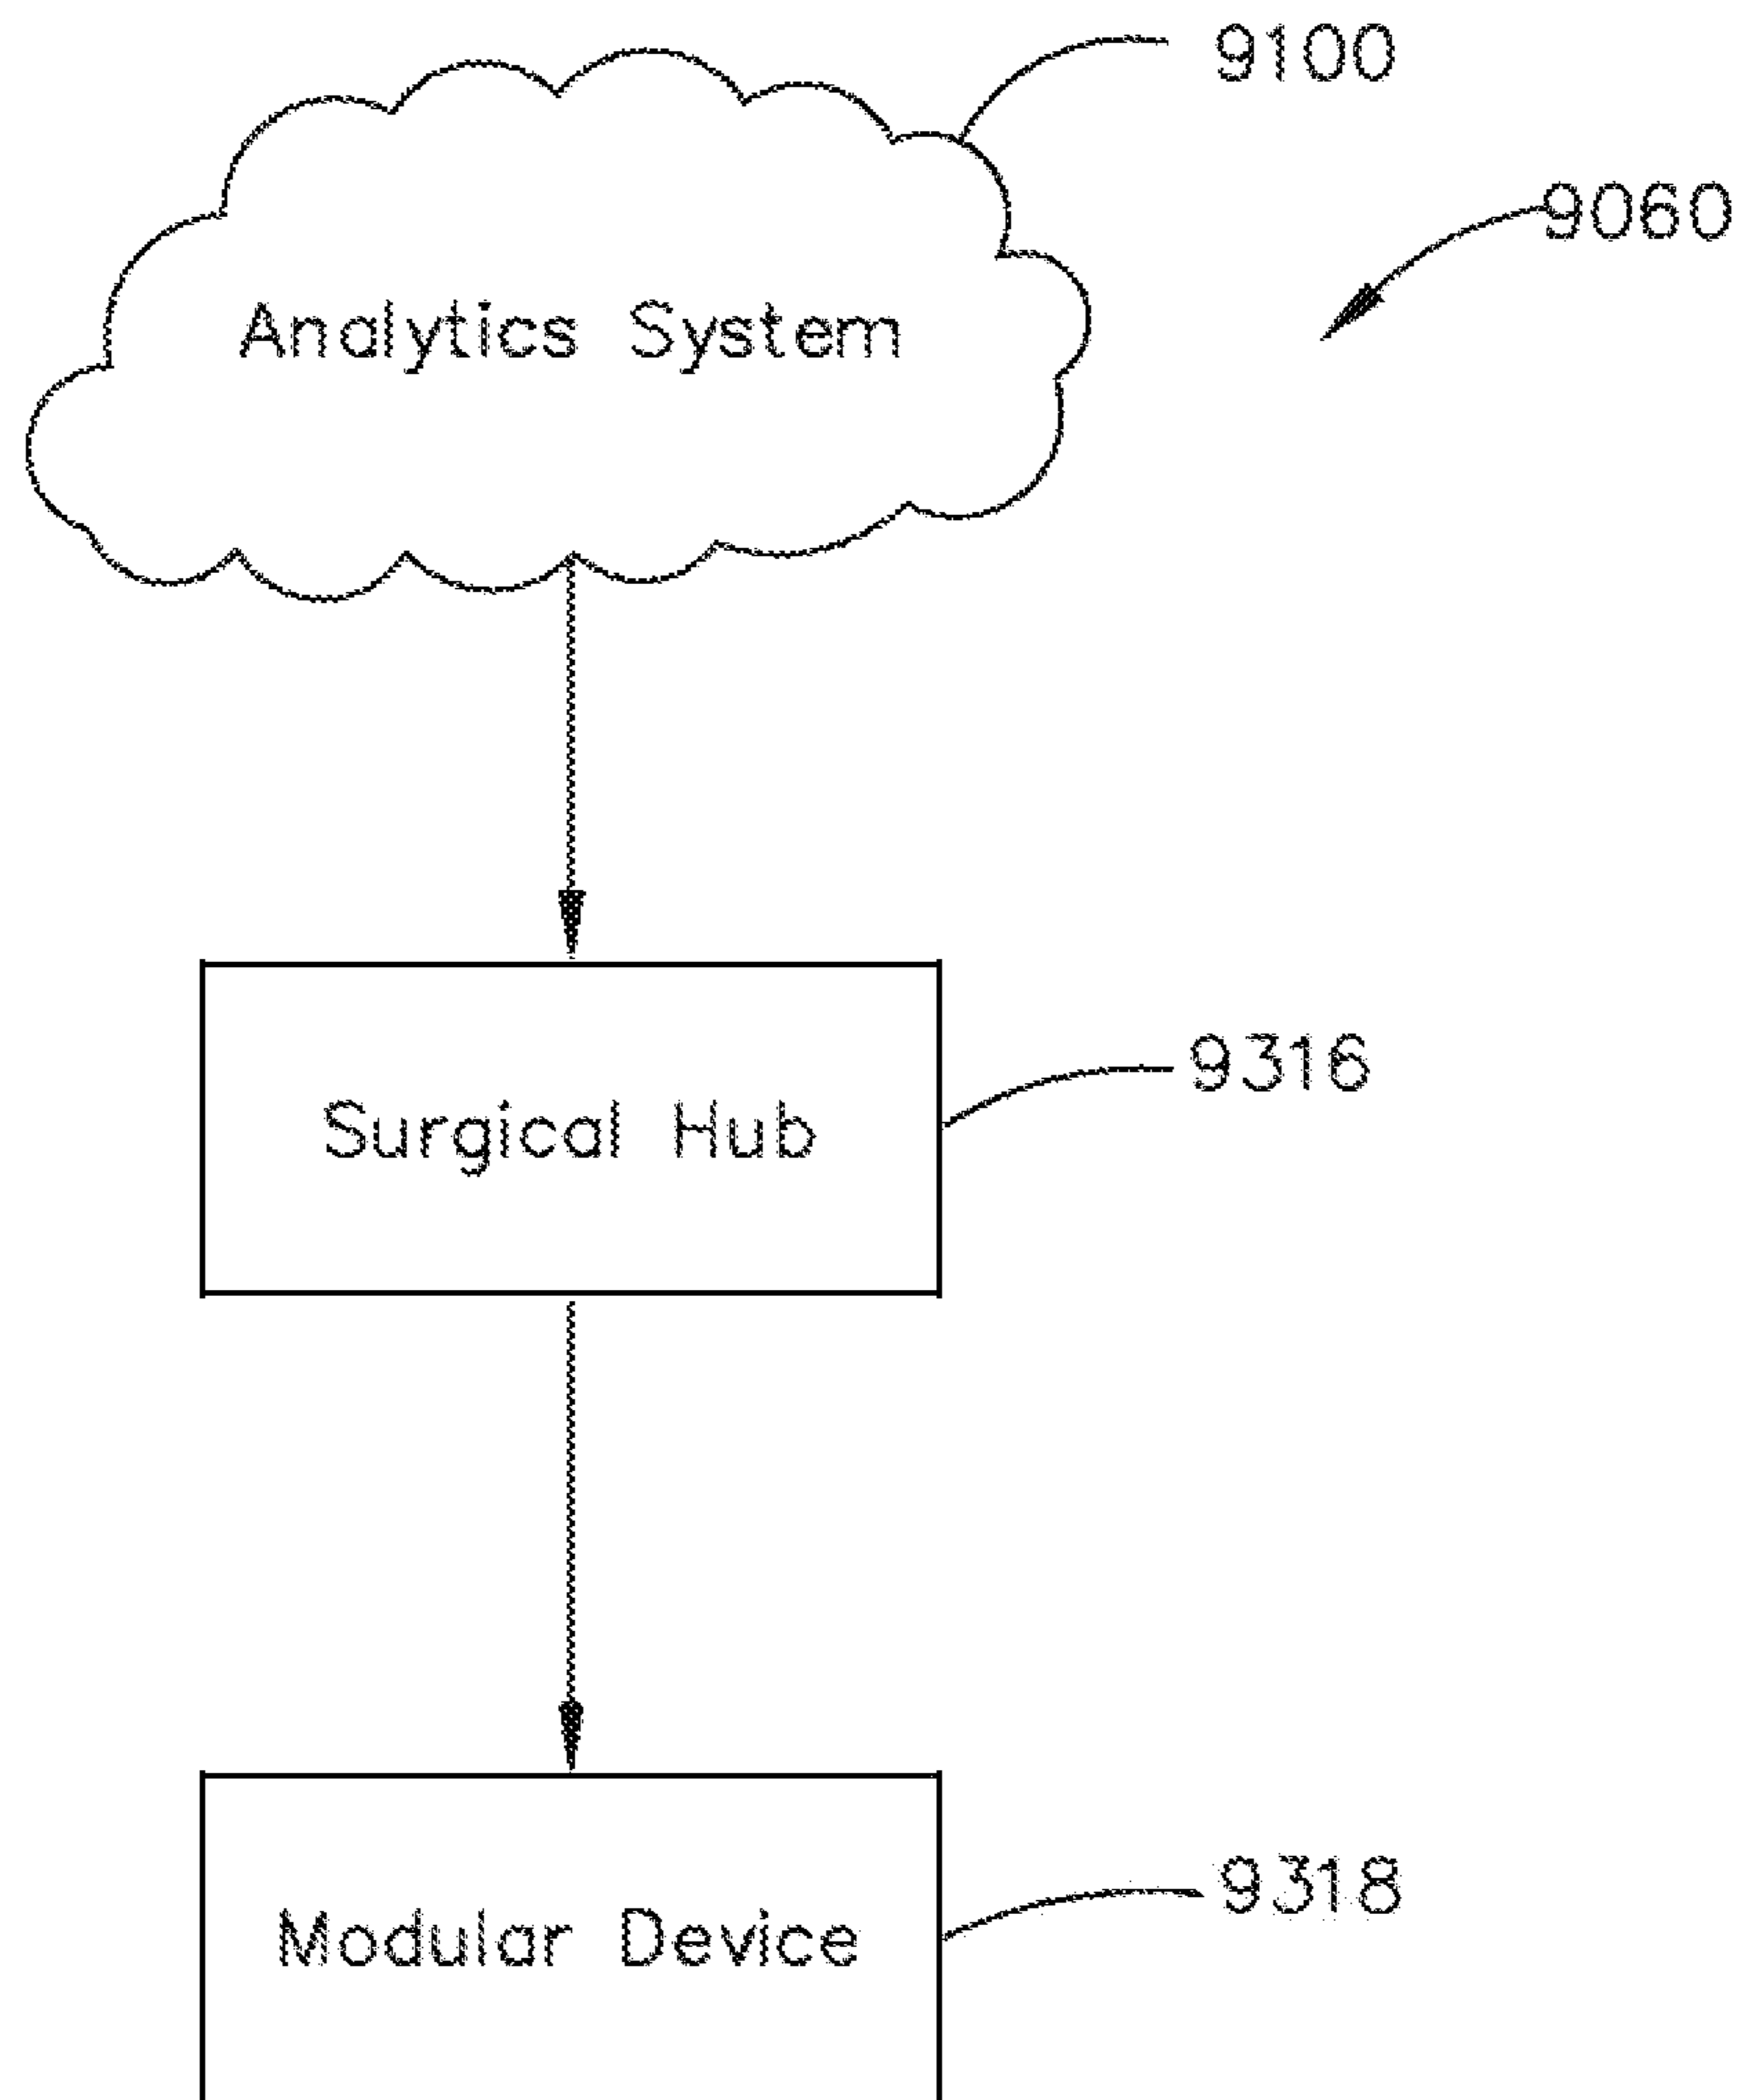 9100
9060
Analytics System
9316
Surgical Hub
9318
Modular Device